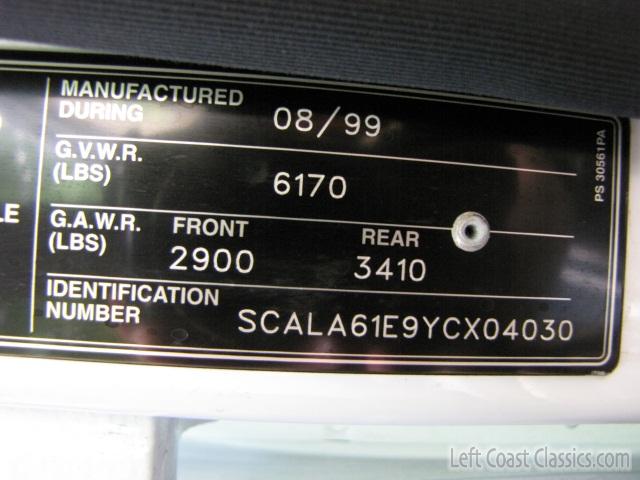 MANUFACTURED
DURING
08/99
G.V.W.R.
(LBS)
6170
G.A.W.R.
(LBS)
FRONT
2900
REAR
3410
IDENTIFICATION
NUMBER
SCALA61E9YCX04030
PS 30561PA
LE
Left Coast Classics.com